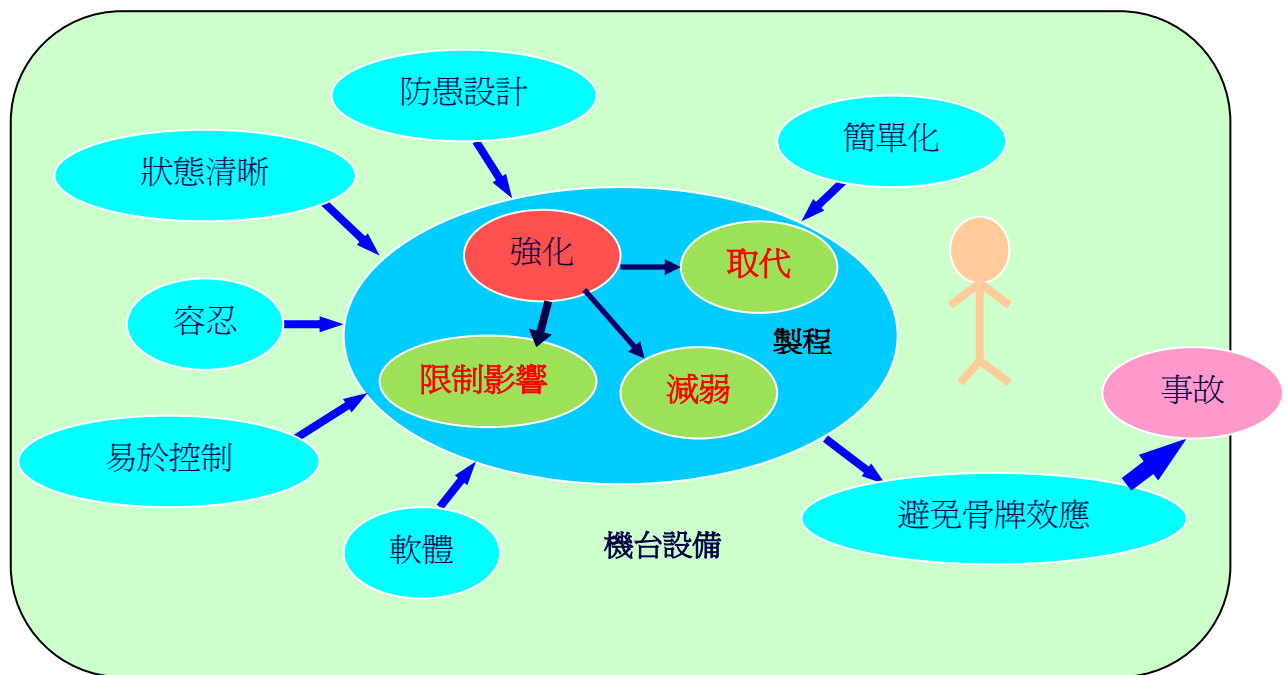 防愚設計
簡單化
狀態清晰
強化
取代
容忍
製程
限制影響
減弱
事故
易於控制
避免骨牌效應
軟體
機台設備